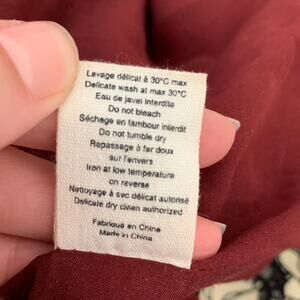 Lavage délicat à 30°C max
Delicate wash at max 30°C
Eau de javel interdite
Do not bleach
Séchage en tambour interdit
Do not tumble dry
Repassage à fer doux
sur l'envers
Iron at low temperature
on reverse
Nettoyage à sec délicat autorisé
Delicate dry clean authorized
Fabriqué en Chine
Made in China